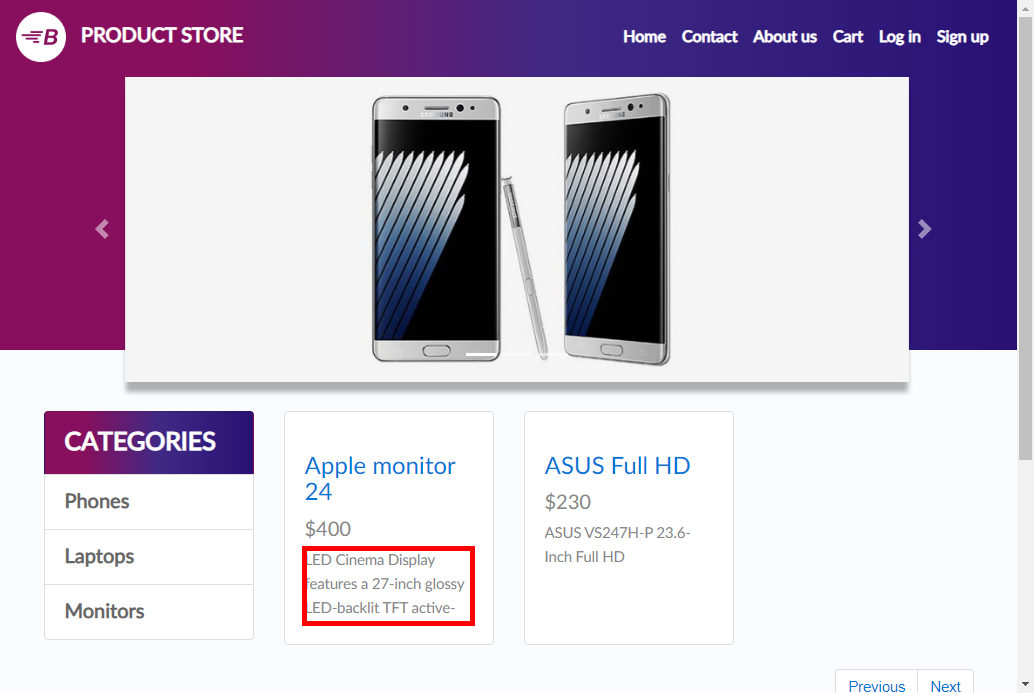 B
PRODUCT STORE
Home Contact About us Cart Log in Sign up
SAMSUNG
SAMSUNG
CATEGORIES
Phones
Laptops
Monitors
Apple monitor
24
$400
LED Cinema Display
features a 27-inch glossy
LED-backlit TFT active-
ASUS Full HD
$230
ASUS VS247H-P 23.6-
Inch Full HD
Previous Next